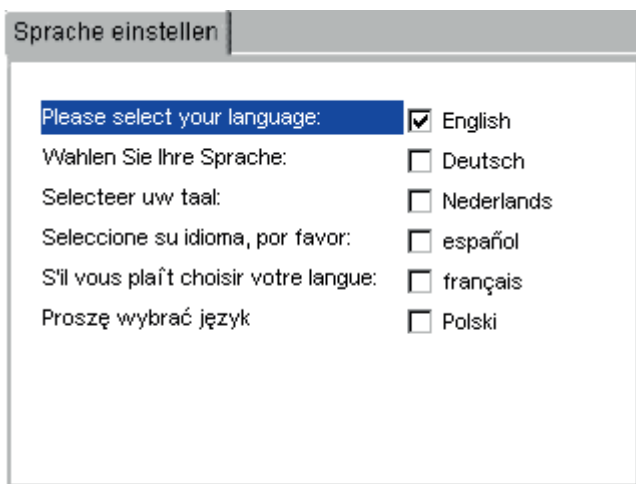 Sprache einstellen
Please select your language: English
Wahlen Sie Ihre Sprache: Deutsch
Selecteer uw taal: Nederlands
Seleccione su idioma, por favor: español
S'il vous plaît choisir votre langue: français
Proszę wybrać język Polski